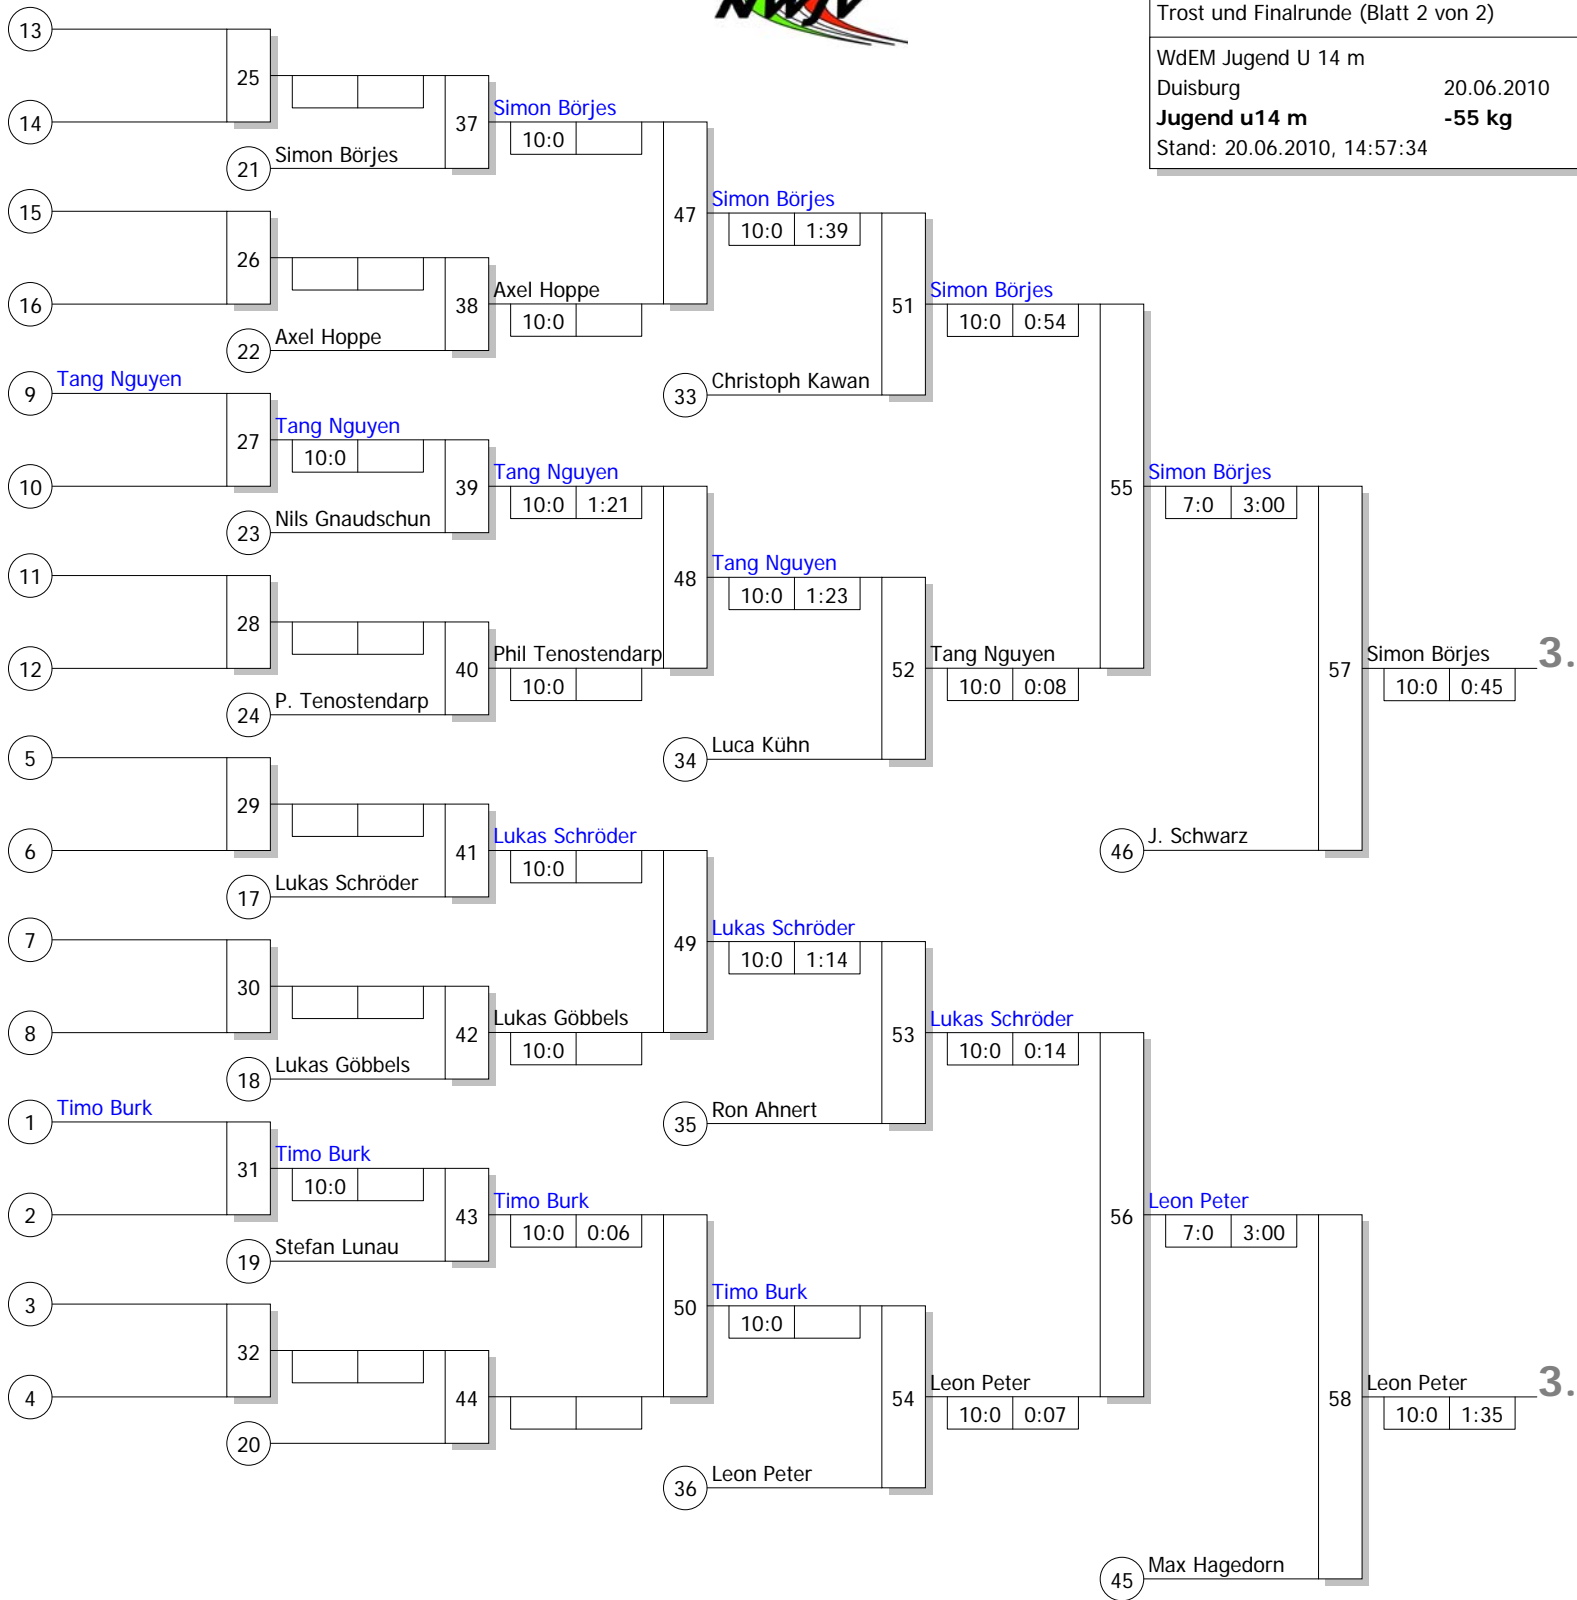 NWJV
Trost und Finalrunde (Blatt 2 von 2)
WdEM Jugend U 14 m
Duisburg 20.06.2010
Jugend u14 m -55 kg
Stand: 20.06.2010, 14:57:34
13
25
14
37
Simon Börjes
10:0
21
Simon Börjes
15
47
Simon Börjes
10:0 1:39
26
16
38
Axel Hoppe
10:0
22
Axel Hoppe
51
Simon Börjes
10:0 0:54
9
Tang Nguyen
33
Christoph Kawan
27
Tang Nguyen
10:0
10
39
Tang Nguyen
10:0 1:21
23
Nils Gnaudschun
55
Simon Börjes
7:0 3:00
11
48
Tang Nguyen
10:0 1:23
28
12
40
Phil Tenostendarp
10:0
24
P. Tenostendarp
52
Tang Nguyen
10:0 0:08
57
Simon Börjes
3.
10:0 0:45
5
34
Luca Kühn
29
6
41
Lukas Schröder
10:0
17
Lukas Schröder
46
J. Schwarz
7
49
Lukas Schröder
10:0 1:14
30
8
42
Lukas Göbbels
10:0
18
Lukas Göbbels
53
Lukas Schröder
10:0 0:14
1
Timo Burk
35
Ron Ahnert
31
Timo Burk
10:0
2
43
Timo Burk
10:0 0:06
19
Stefan Lunau
56
Leon Peter
7:0 3:00
3
50
Timo Burk
10:0
32
4
44
20
54
Leon Peter
10:0 0:07
58
Leon Peter
3.
10:0 1:35
36
Leon Peter
45
Max Hagedorn